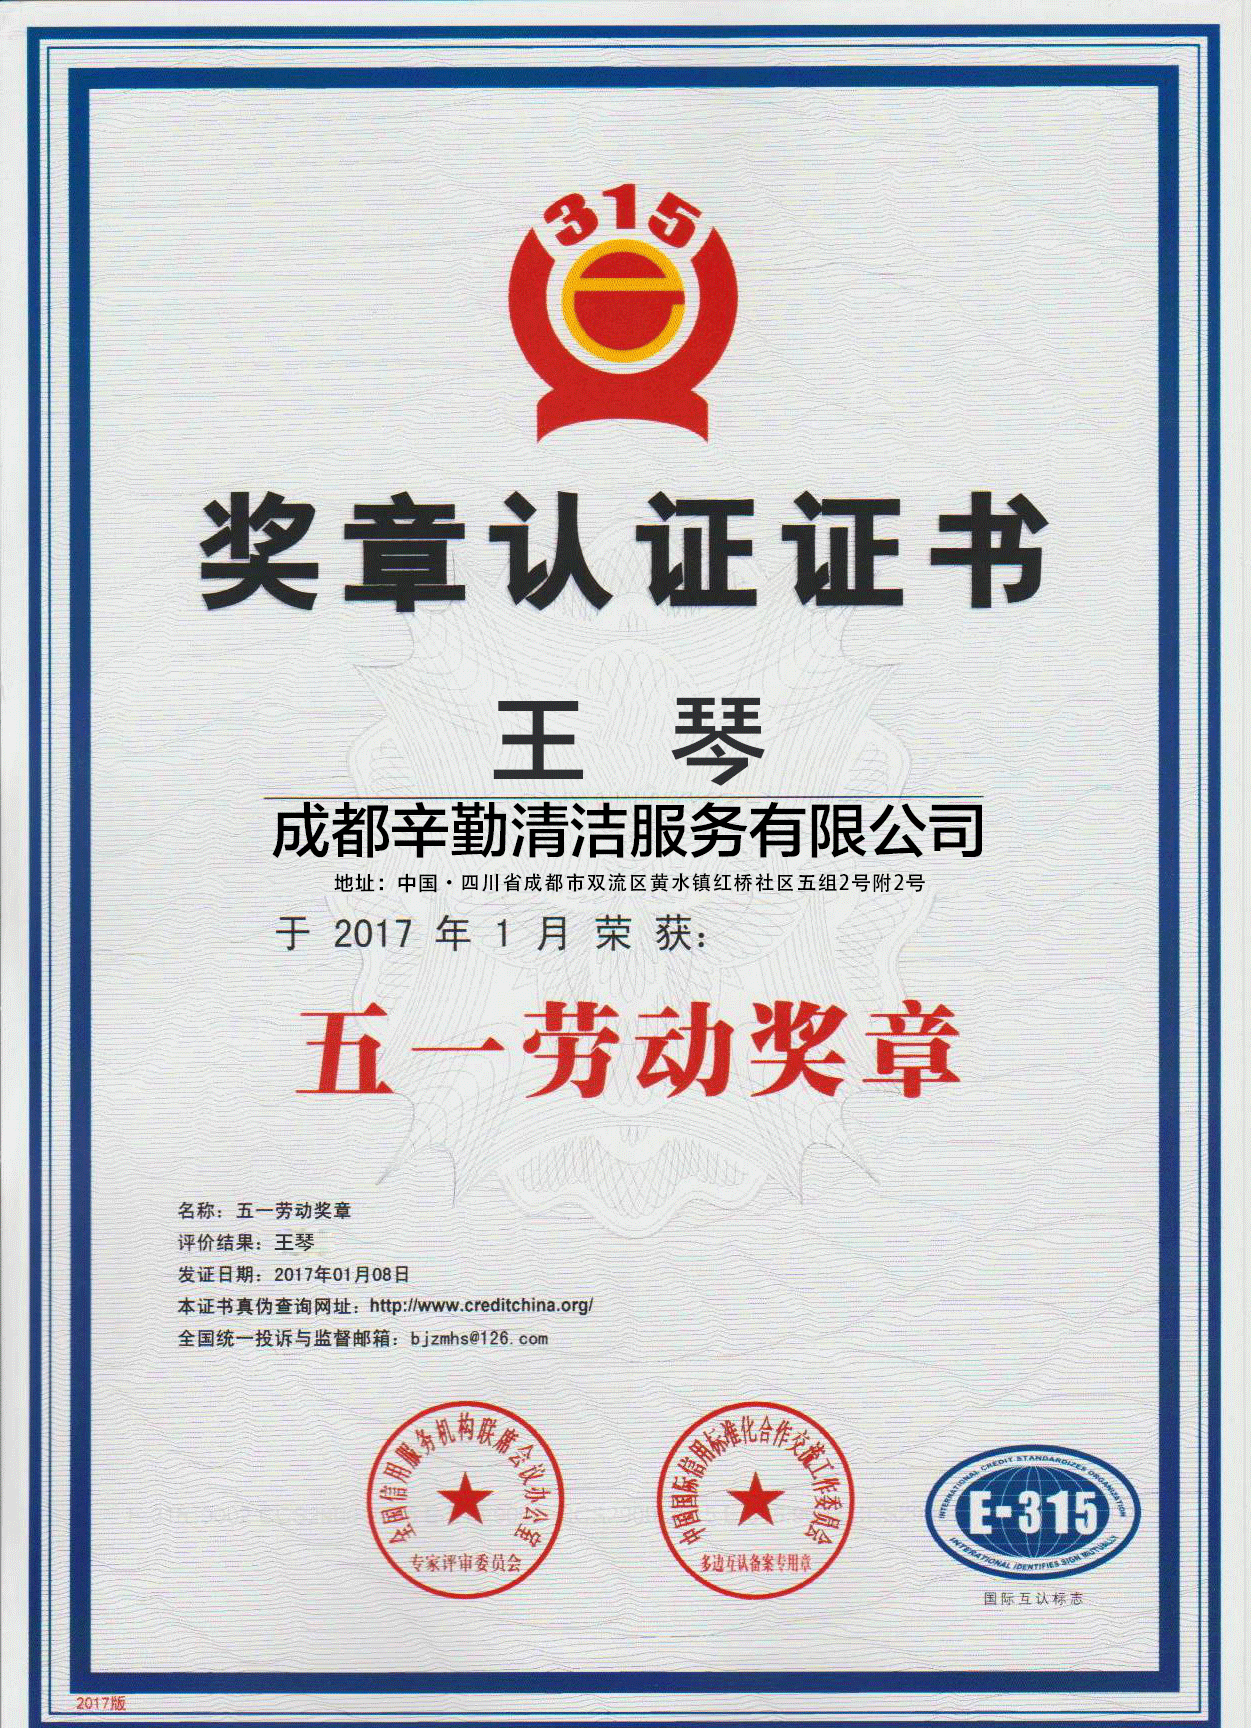 315
奖章认证证书
王 琴
成都辛勤清洁服务有限公司
地址：中国·四川省成都市双流区黄水镇红桥社区五组2号附2号
于 2017 年 1 月 荣 获：
五一劳动奖章
名称：五一劳动奖章
评价结果：王琴
发证日期：2017年01月08日
本证书真伪查询网址：http://www.creditchina.org/
全国统一投诉与监督邮箱：bjzmhs@126.com
全国信用服务机构联席会议办公室
专家评审委员会
中国国际信用标准化合作交流工作委员会
多边互认备案专用章
INTERNATIONAL CREDIT STANDARDIZES ORGANIZATION
E-315
INTERNATIONAL IDENTIFIES SIGN MUTUALLY
国际互认标志
2017版